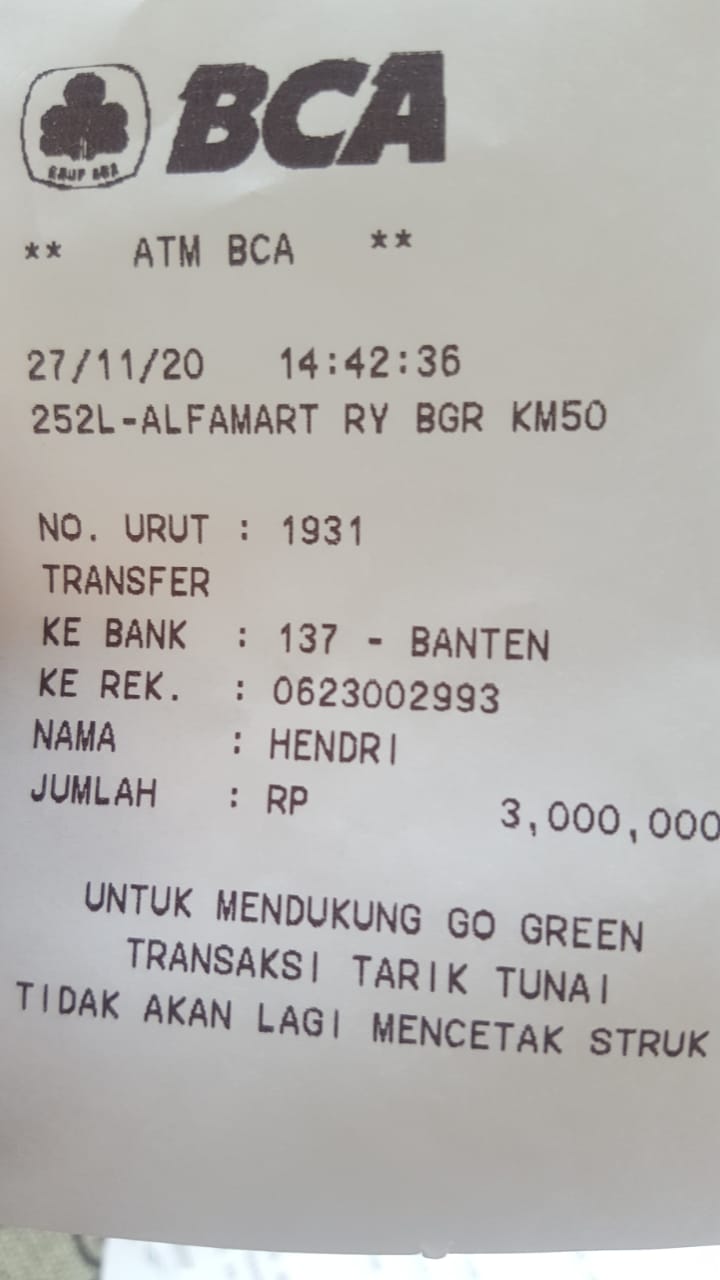 BCA
** ATM BCA **
27/11/20 14:42:36
252L-ALFAMART RY BGR KM50
NO. URUT : 1931
TRANSFER
KE BANK : 137 - BANTEN
KE REK. : 0623002993
NAMA : HENDRI
JUMLAH : RP 3,000,000
UNTUK MENDUKUNG GO GREEN
TRANSAKSI TARIK TUNAI
TIDAK AKAN LAGI MENCETAK STRUK